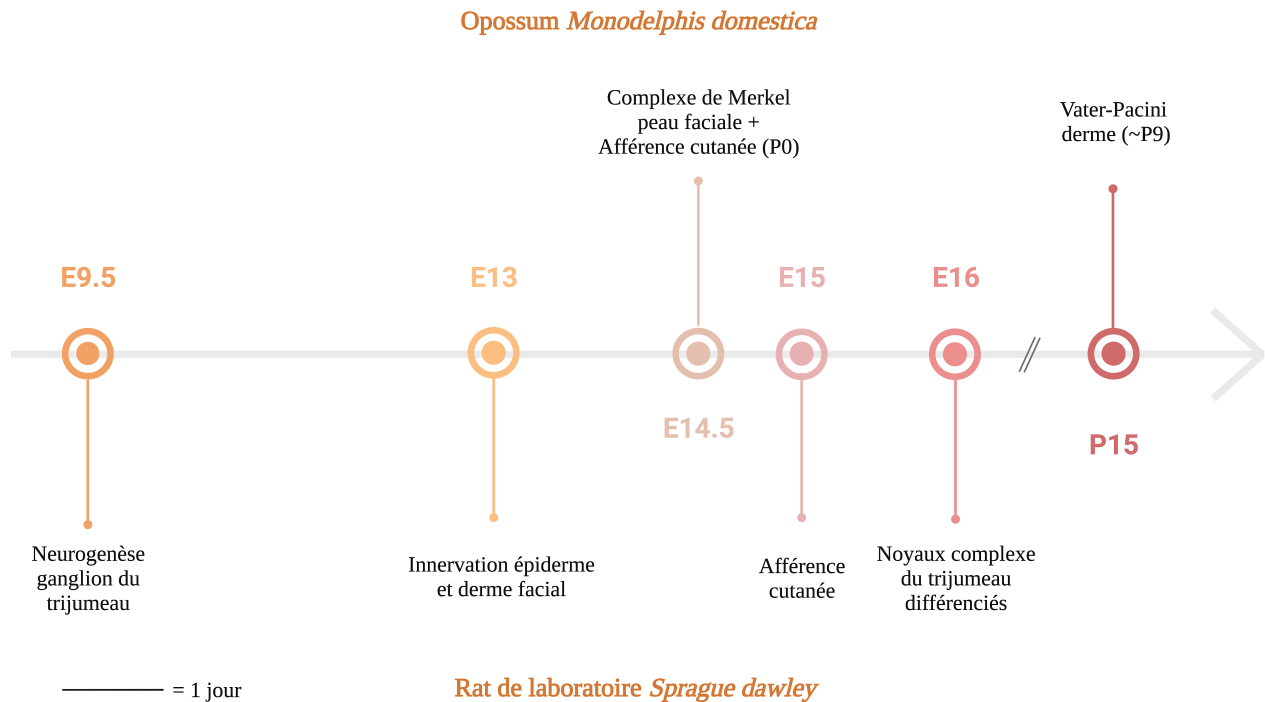 Opossum Monodelphis domestica
Complexe de Merkel
peau faciale +
Afférence cutanée (P0)
Vater-Pacini
derme (~P9)
E9.5
E13
E15
E16
E14.5
P15
Neurogenèse
ganglion du
trijumeau
Innervation épiderme
et derme facial
Afférence
cutanée
Noyaux complexe
du trijumeau
différenciés
= 1 jour
Rat de laboratoire Sprague dawley